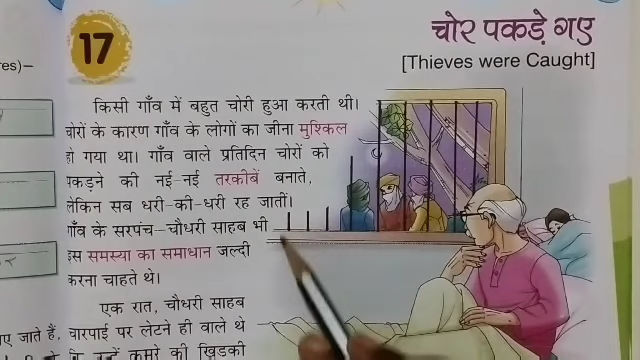 17
चोर पकड़े गए
[Thieves were Caught]
res)–
किसी गाँव में बहुत चोरी हुआ करती थी।
चोरों के कारण गाँव के लोगों का जीना मुश्किल
हो गया था। गाँव वाले प्रतिदिन चोरों को
पकड़ने की नई-नई तरकीबें बनाते,
लेकिन सब धरी-की-धरी रह जातीं।
गाँव के सरपंच–चौधरी साहब भी
इस समस्या का समाधान जल्दी
करना चाहते थे।
एक रात, चौधरी साहब
ए जाते हैं, चारपाई पर लेटने ही वाले थे
कमरे की खिड़की